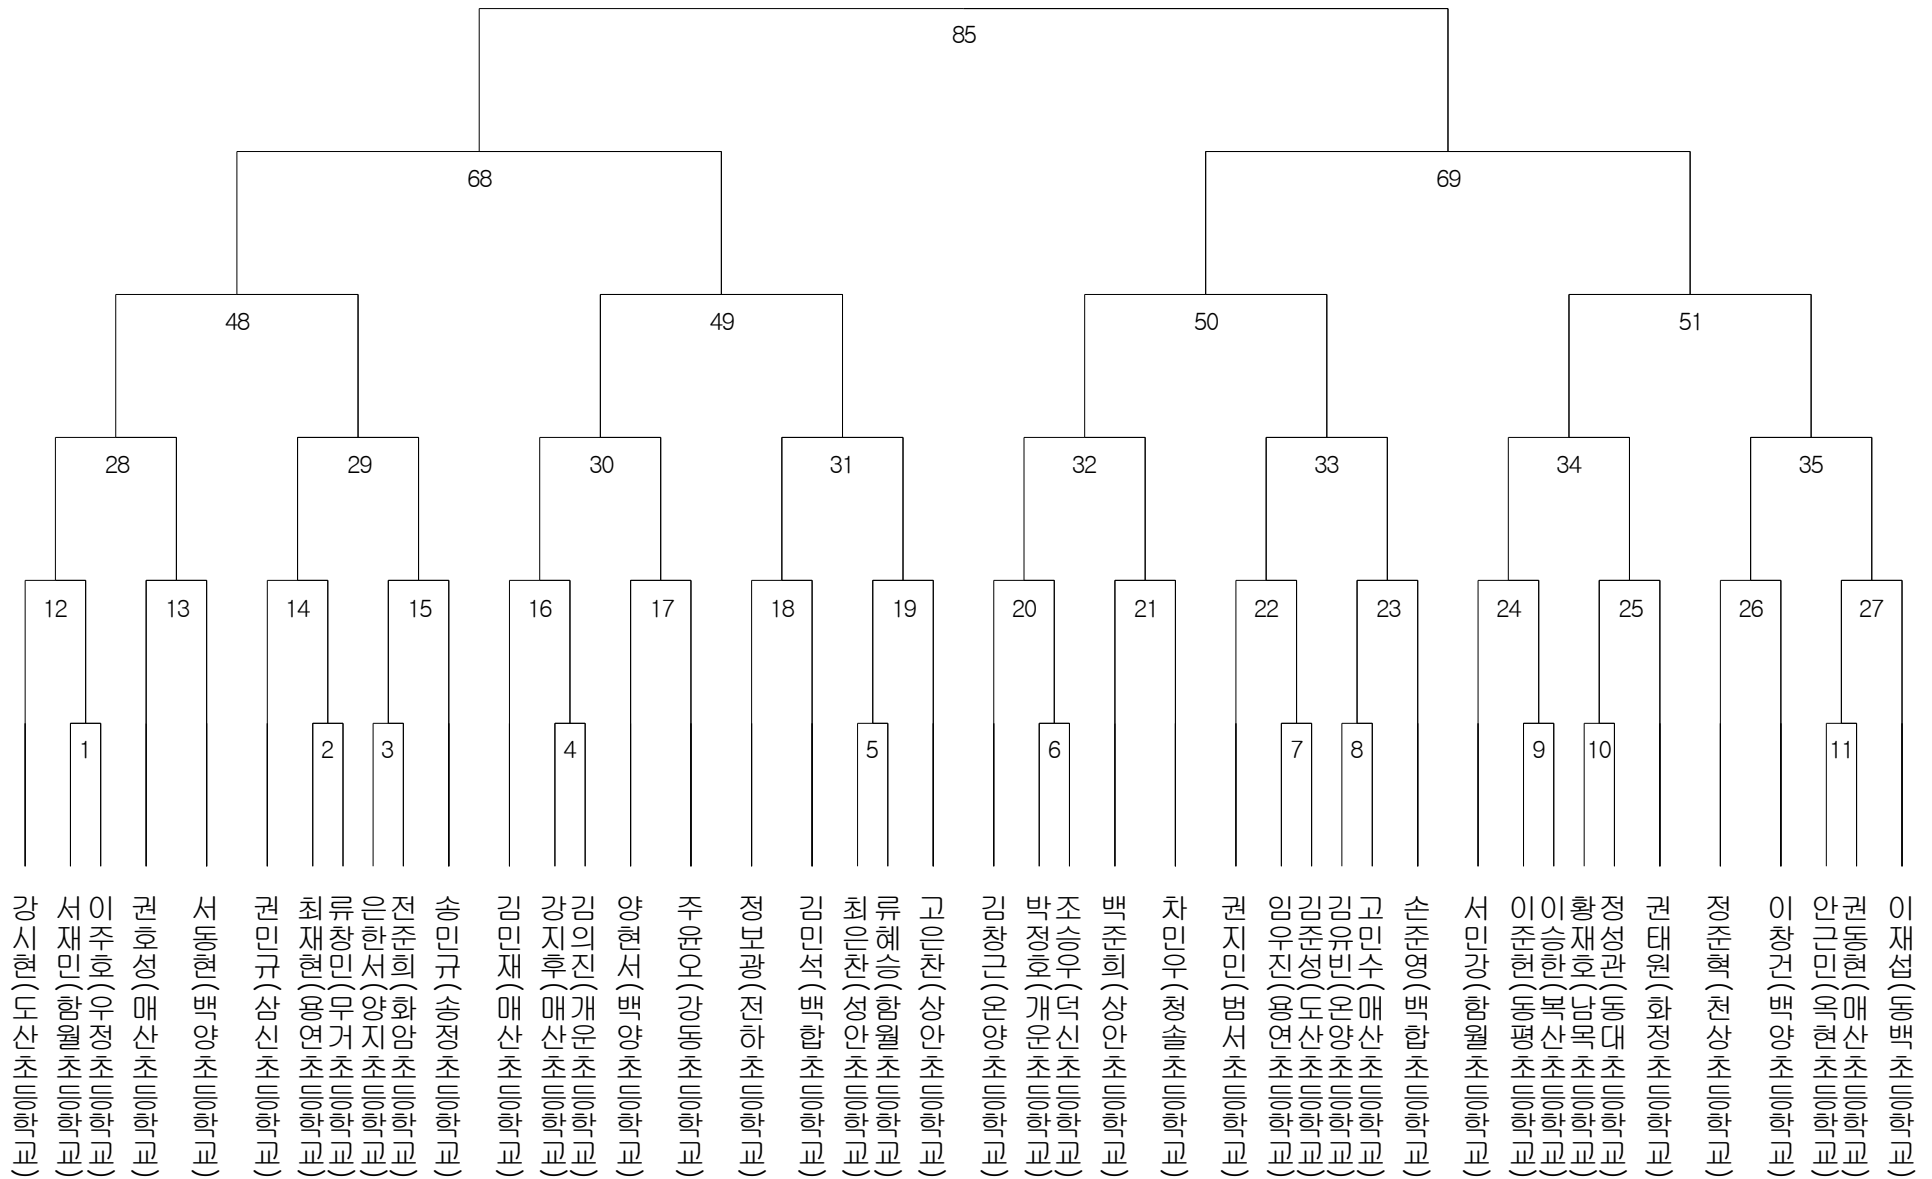 85
68
69
48
49
50
51
28
29
30
31
32
33
34
35
12
13
14
15
16
17
18
19
20
21
22
23
24
25
26
27
1
2
3
4
5
6
7
8
9
10
11
강시현(도산초등학교)
서재민(함월초등학교)
이주호(우정초등학교)
권호성(매산초등학교)
서동현(백양초등학교)
권민규(삼신초등학교)
최재현(용연초등학교)
류창민(무거초등학교)
은한서(양지초등학교)
전준희(화암초등학교)
송민규(송정초등학교)
김민재(매산초등학교)
강지후(매산초등학교)
김의진(개운초등학교)
양현서(백양초등학교)
주윤오(강동초등학교)
정보광(전하초등학교)
김민석(백합초등학교)
최은찬(성안초등학교)
류혜승(함월초등학교)
고은찬(상안초등학교)
김창근(온양초등학교)
박정호(개운초등학교)
조승우(덕신초등학교)
백준희(상안초등학교)
차민우(청솔초등학교)
권지민(범서초등학교)
임우진(용연초등학교)
김준성(도산초등학교)
김유빈(온양초등학교)
고민수(매산초등학교)
손준영(백합초등학교)
서민강(함월초등학교)
이준헌(동평초등학교)
이승한(복산초등학교)
황재호(남목초등학교)
정성관(동대초등학교)
권태원(화정초등학교)
정준혁(천상초등학교)
이창건(백양초등학교)
안근민(옥현초등학교)
권동현(매산초등학교)
이재섭(동백초등학교)